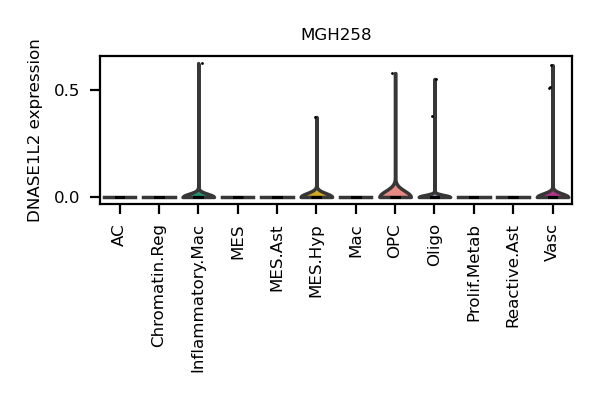 MGH258
DNASE1L2 expression
0.5
0.0
AC
Chromatin.Reg
Inflammatory.Mac
MES
MES.Ast
MES.Hyp
Mac
OPC
Oligo
Prolif.Metab
Reactive.Ast
Vasc